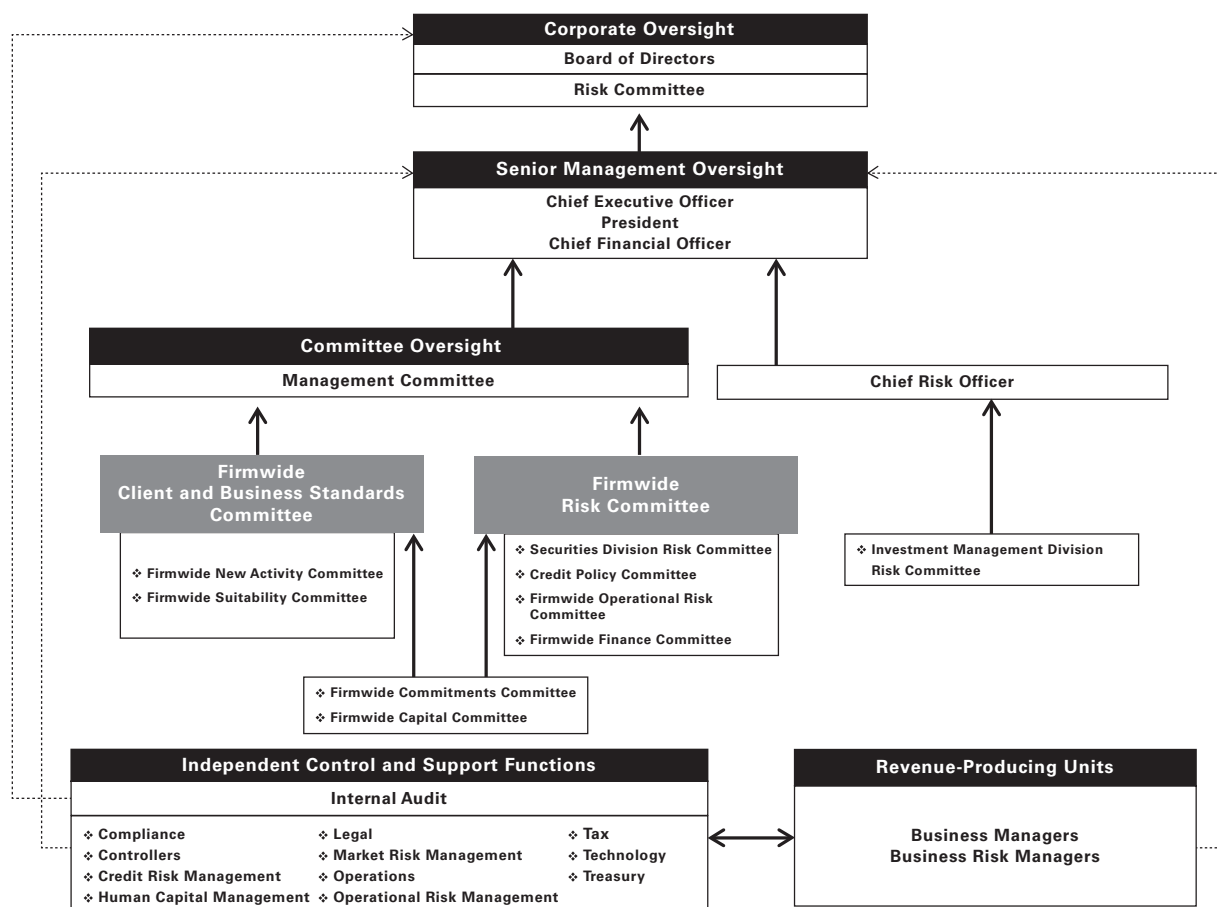 Corporate Oversight
Board of Directors
Risk Committee
Senior Management Oversight
Chief Executive Officer
President
Chief Financial Officer
Committee Oversight
Management Committee
Chief Risk Officer
Firmwide
Client and Business Standards
Committee
Firmwide
Risk Committee
❖ Firmwide New Activity Committee
❖ Firmwide Suitability Committee
❖ Securities Division Risk Committee
❖ Credit Policy Committee
❖ Firmwide Operational Risk
Committee
❖ Firmwide Finance Committee
❖ Investment Management Division
Risk Committee
❖ Firmwide Commitments Committee
❖ Firmwide Capital Committee
Independent Control and Support Functions
Internal Audit
❖ Compliance
❖ Controllers
❖ Credit Risk Management
❖ Human Capital Management
❖ Legal
❖ Market Risk Management
❖ Operations
❖ Operational Risk Management
❖ Tax
❖ Technology
❖ Treasury
Revenue-Producing Units
Business Managers
Business Risk Managers